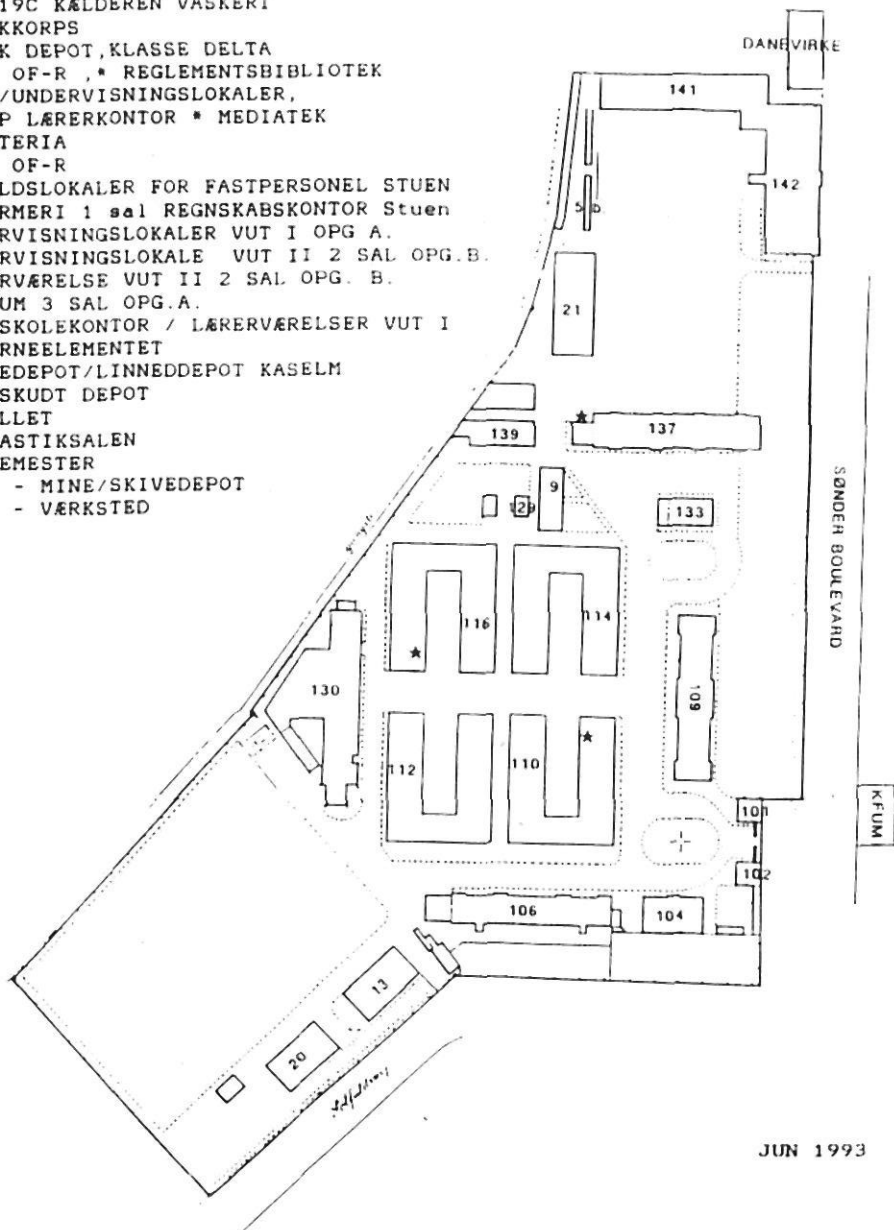 19C KÆLDEREN VASKERI
KKORPS
K DEPOT,KLASSE DELTA
OF-R ,* REGLEMENTSBIBLIOTEK
/UNDERVISNINGSLOKALER,
P LÆRERKONTOR * MEDIATEK
TERIA
OF-R
LDSLOKALER FOR FASTPERSONEL STUEN
RMERI 1 sal REGNSKABSKONTOR Stuen
RVISNINGSLOKALER VUT I OPG A.
RVISNINGSLOKALE VUT II 2 SAL OPG.B.
RVÆRELSE VUT II 2 SAL OPG. B.
UM 3 SAL OPG.A.
SKOLEKONTOR / LÆRERVÆRELSER VUT I
RNEELEMENTET
EDEPOT/LINNEDDEPOT KASELM
SKUDT DEPOT
LLET
ASTIKSALEN
EMESTER
- MINE/SKIVEDEPOT
- VÆRKSTED
DANEVIRKE
141
142
21
137
139
9
129
133
SØNDER BOULEVARD
116
114
130
109
112
110
101
KFUM
102
106
104
13
20
JUN 1993